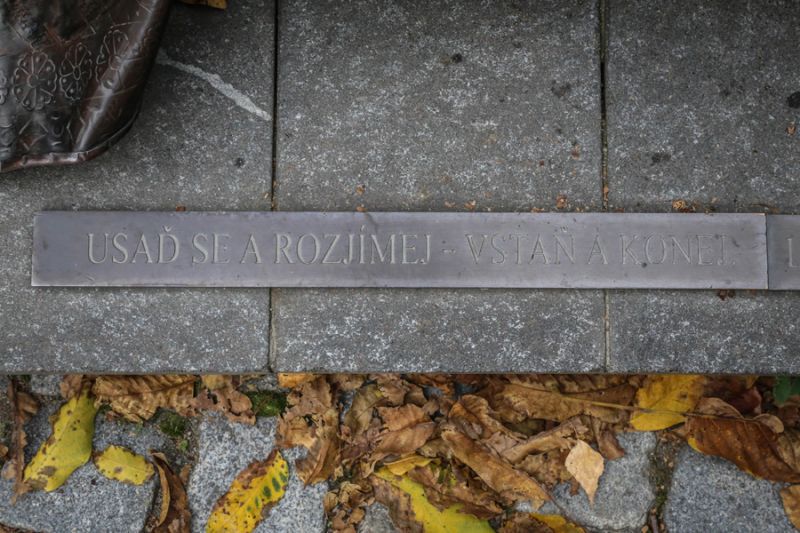 USAĎ SE A ROZJÍMEJ – VSTAŇ A KONEJ.